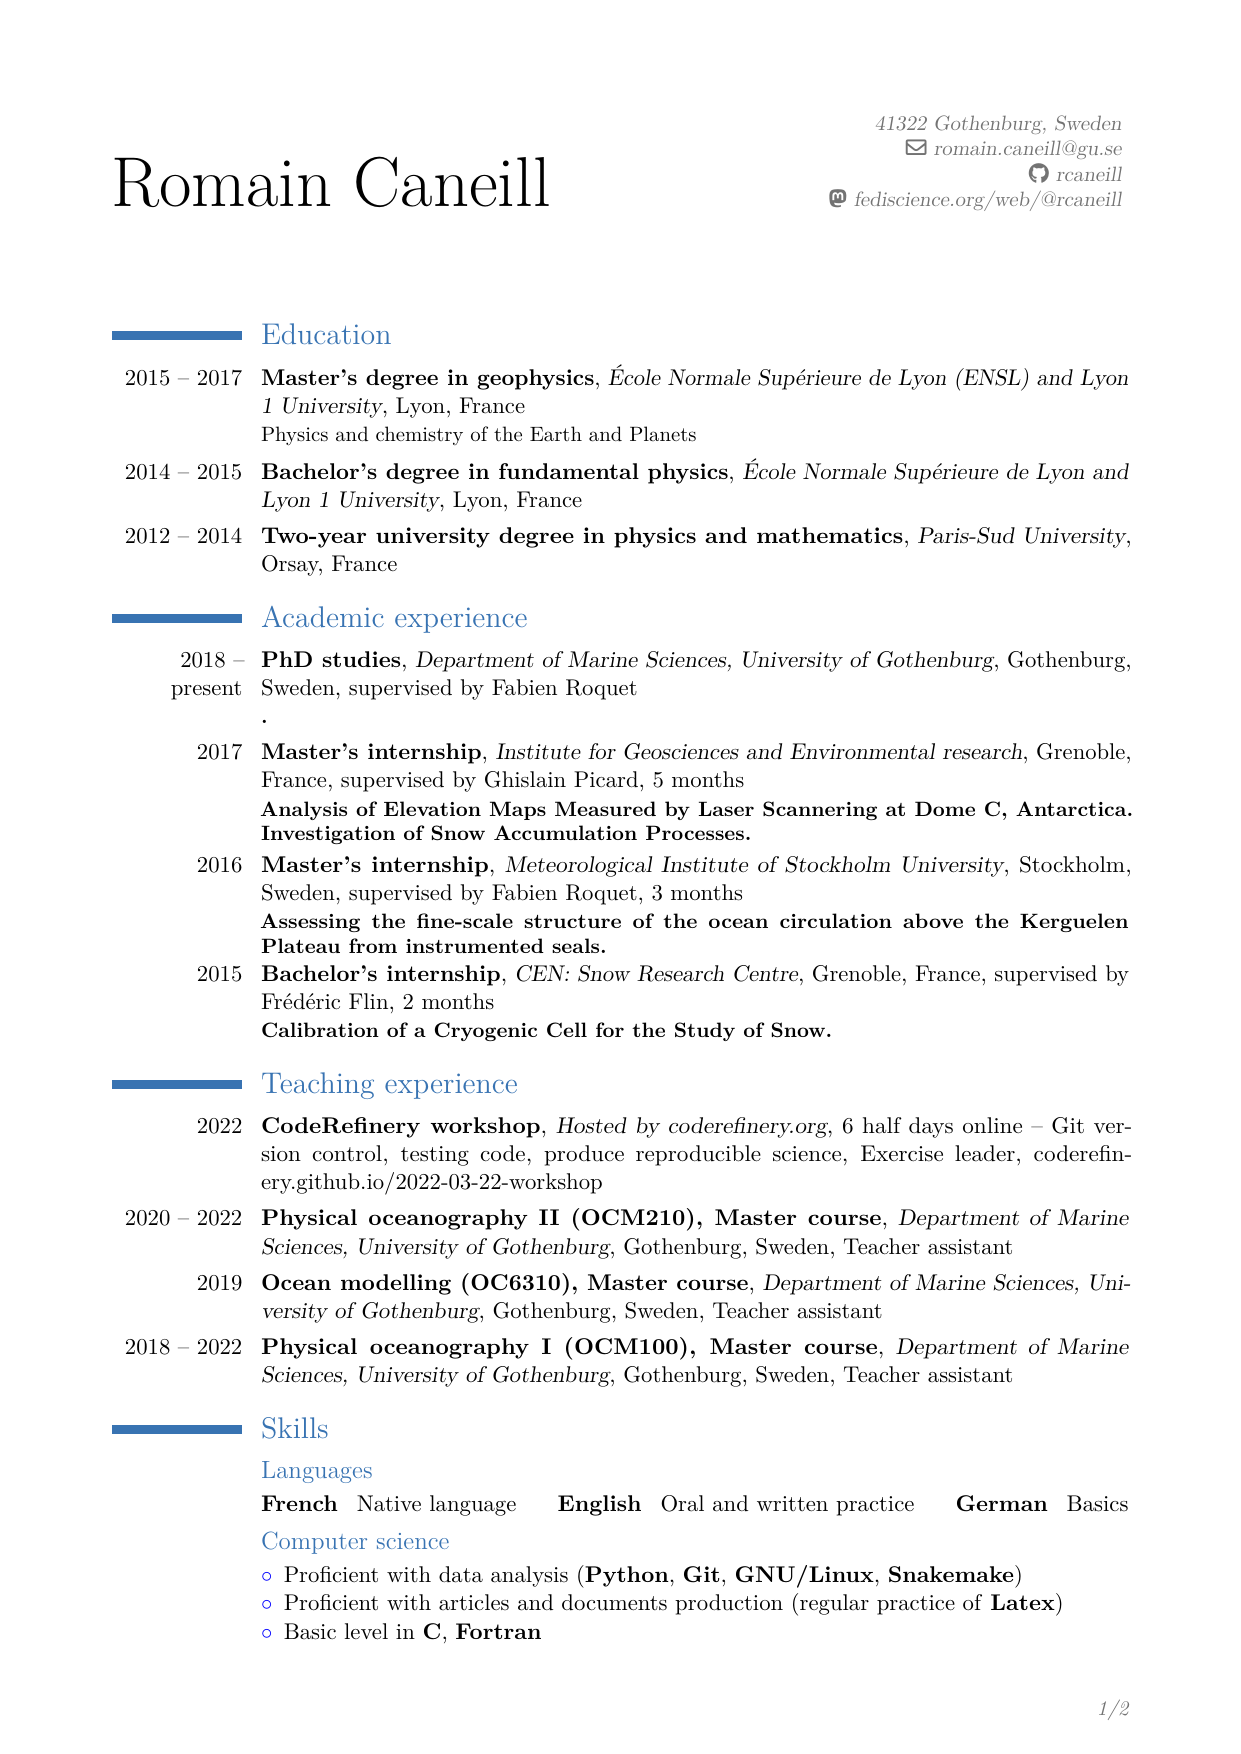 Romain Caneill
41322 Gothenburg, Sweden
romain.caneill@gu.se
rcaneill
fediscience.org/web/@rcaneill
Education
2015 – 2017 Master's degree in geophysics, École Normale Supérieure de Lyon (ENSL) and Lyon
1 University, Lyon, France
Physics and chemistry of the Earth and Planets
2014 – 2015 Bachelor's degree in fundamental physics, École Normale Supérieure de Lyon and
Lyon 1 University, Lyon, France
2012 – 2014 Two-year university degree in physics and mathematics, Paris-Sud University,
Orsay, France
Academic experience
2018 – PhD studies, Department of Marine Sciences, University of Gothenburg, Gothenburg,
present Sweden, supervised by Fabien Roquet
.
2017 Master's internship, Institute for Geosciences and Environmental research, Grenoble,
France, supervised by Ghislain Picard, 5 months
Analysis of Elevation Maps Measured by Laser Scannering at Dome C, Antarctica.
Investigation of Snow Accumulation Processes.
2016 Master's internship, Meteorological Institute of Stockholm University, Stockholm,
Sweden, supervised by Fabien Roquet, 3 months
Assessing the fine-scale structure of the ocean circulation above the Kerguelen
Plateau from instrumented seals.
2015 Bachelor's internship, CEN: Snow Research Centre, Grenoble, France, supervised by
Frédéric Flin, 2 months
Calibration of a Cryogenic Cell for the Study of Snow.
Teaching experience
2022 CodeRefinery workshop, Hosted by coderefinery.org, 6 half days online – Git ver-
sion control, testing code, produce reproducible science, Exercise leader, coderefin-
ery.github.io/2022-03-22-workshop
2020 – 2022 Physical oceanography II (OCM210), Master course, Department of Marine
Sciences, University of Gothenburg, Gothenburg, Sweden, Teacher assistant
2019 Ocean modelling (OC6310), Master course, Department of Marine Sciences, Uni-
versity of Gothenburg, Gothenburg, Sweden, Teacher assistant
2018 – 2022 Physical oceanography I (OCM100), Master course, Department of Marine
Sciences, University of Gothenburg, Gothenburg, Sweden, Teacher assistant
Skills
Languages
French Native language English Oral and written practice German Basics
Computer science
○ Proficient with data analysis (Python, Git, GNU/Linux, Snakemake)
○ Proficient with articles and documents production (regular practice of Latex)
○ Basic level in C, Fortran
1/2